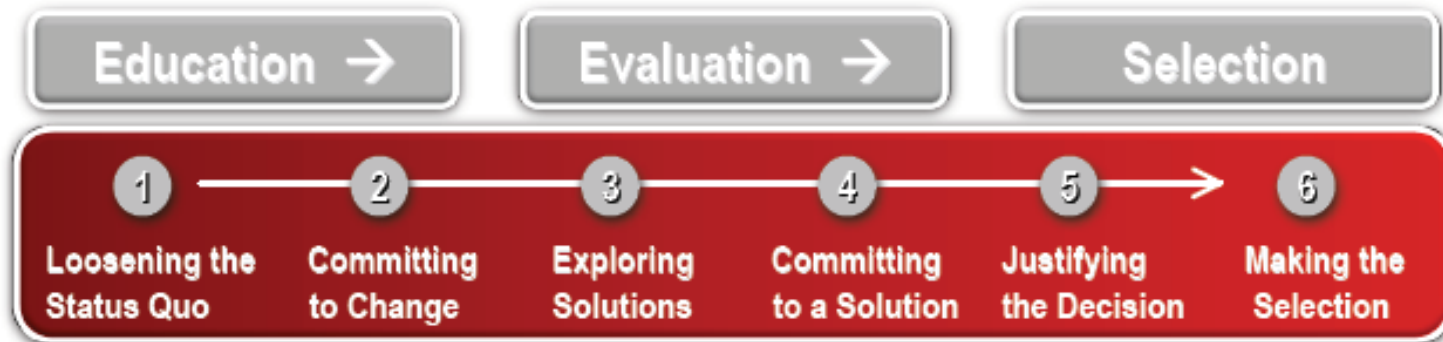 Education →
Evaluation →
Selection
1
2
3
4
5
6
Loosening the
Status Quo
Committing
to Change
Exploring
Solutions
Committing
to a Solution
Justifying
the Decision
Making the
Selection